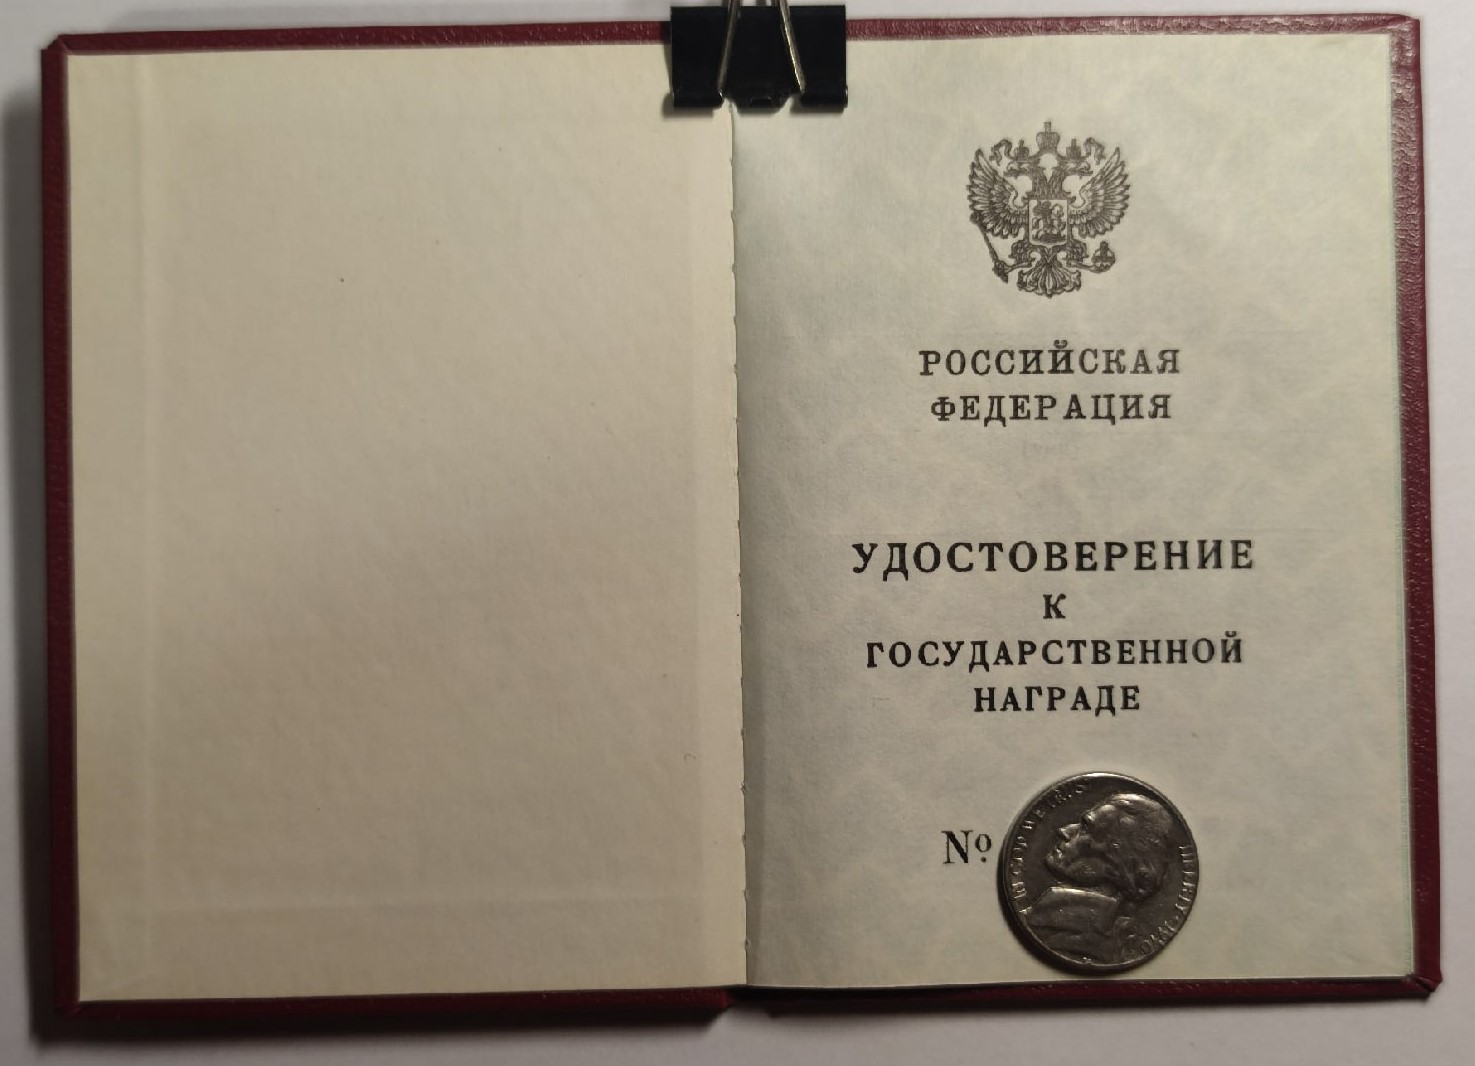 РОССИЙСКАЯ
ФЕДЕРАЦИЯ
УДОСТОВЕРЕНИЕ
К
ГОСУДАРСТВЕННОЙ
НАГРАДЕ
№
IN GOD WE TRUST
LIBERTY